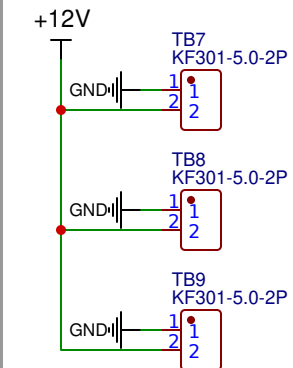 +12V
TB7
KF301-5.0-2P
GND 1 1
2 2
TB8
KF301-5.0-2P
GND 1 1
2 2
TB9
KF301-5.0-2P
GND 1 1
2 2